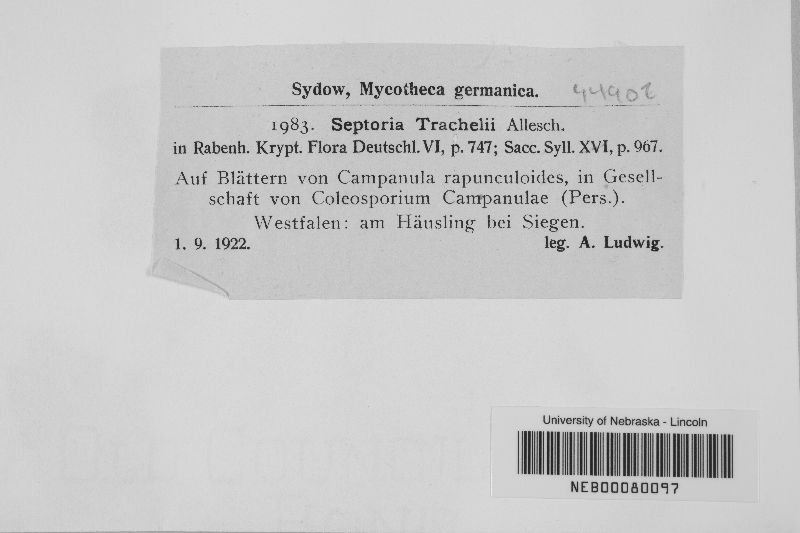 Sydow, Mycotheca germanica. 44902
1983. Septoria Trachelii Allesch.
in Rabenh. Krypt. Flora Deutschl. VI, p. 747; Sacc. Syll. XVI, p. 967.
Auf Blättern von Campanula rapunculoides, in Gesell-
schaft von Coleosporium Campanulae (Pers.).
Westfalen: am Häusling bei Siegen.
1. 9. 1922. leg. A. Ludwig.
University of Nebraska - Lincoln
NEB00080097